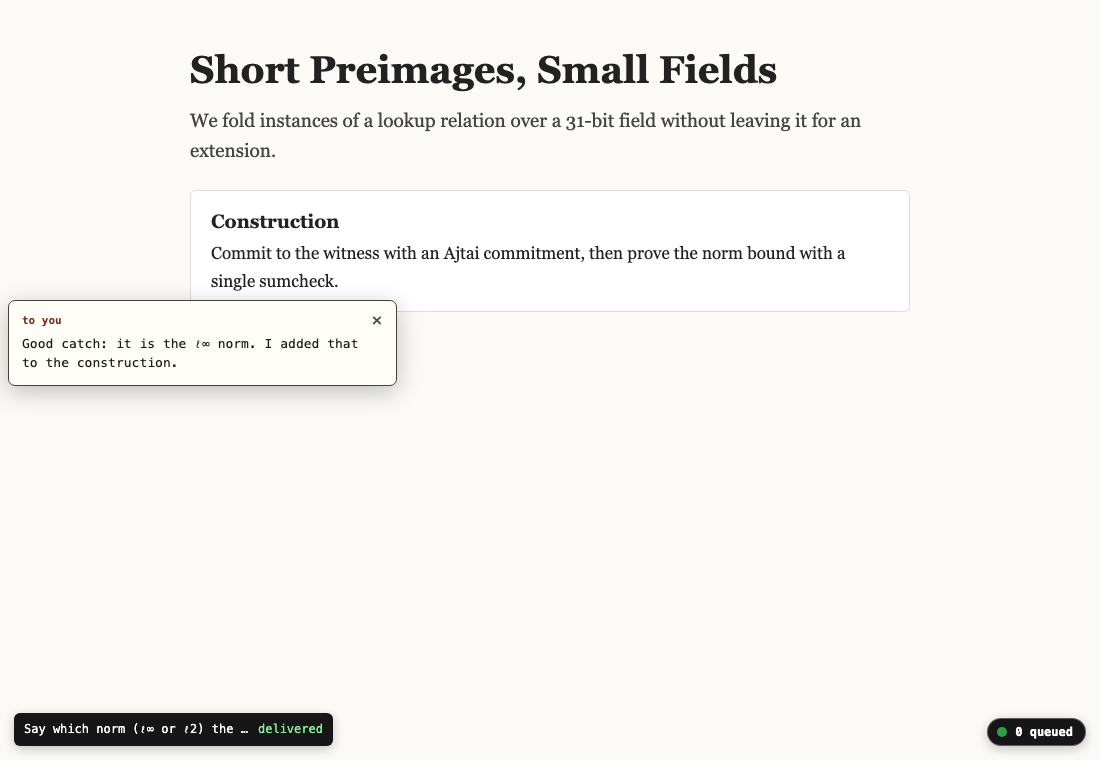 Short Preimages, Small Fields
We fold instances of a lookup relation over a 31-bit field without leaving it for an
extension.
Construction
Commit to the witness with an Ajtai commitment, then prove the norm bound with a
single sumcheck.
to you ×
Good catch: it is the ℓ∞ norm. I added that
to the construction.
Say which norm (ℓ∞ or ℓ2) the … delivered
0 queued